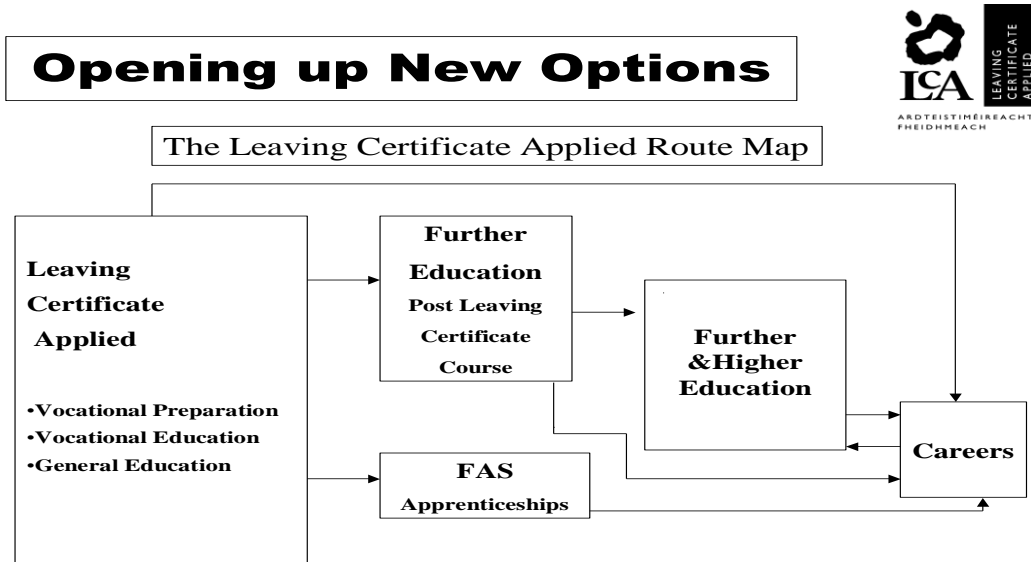 Opening up New Options
LCA
LEAVING
CERTIFICATE
APPLIED
ARDTEISTIMÉIREACHT
FHEIDHMEACH
The Leaving Certificate Applied Route Map
Leaving
Certificate
Applied
•Vocational Preparation
•Vocational Education
•General Education
Further
Education
Post Leaving
Certificate
Course
FAS
Apprenticeships
Further
&Higher
Education
Careers